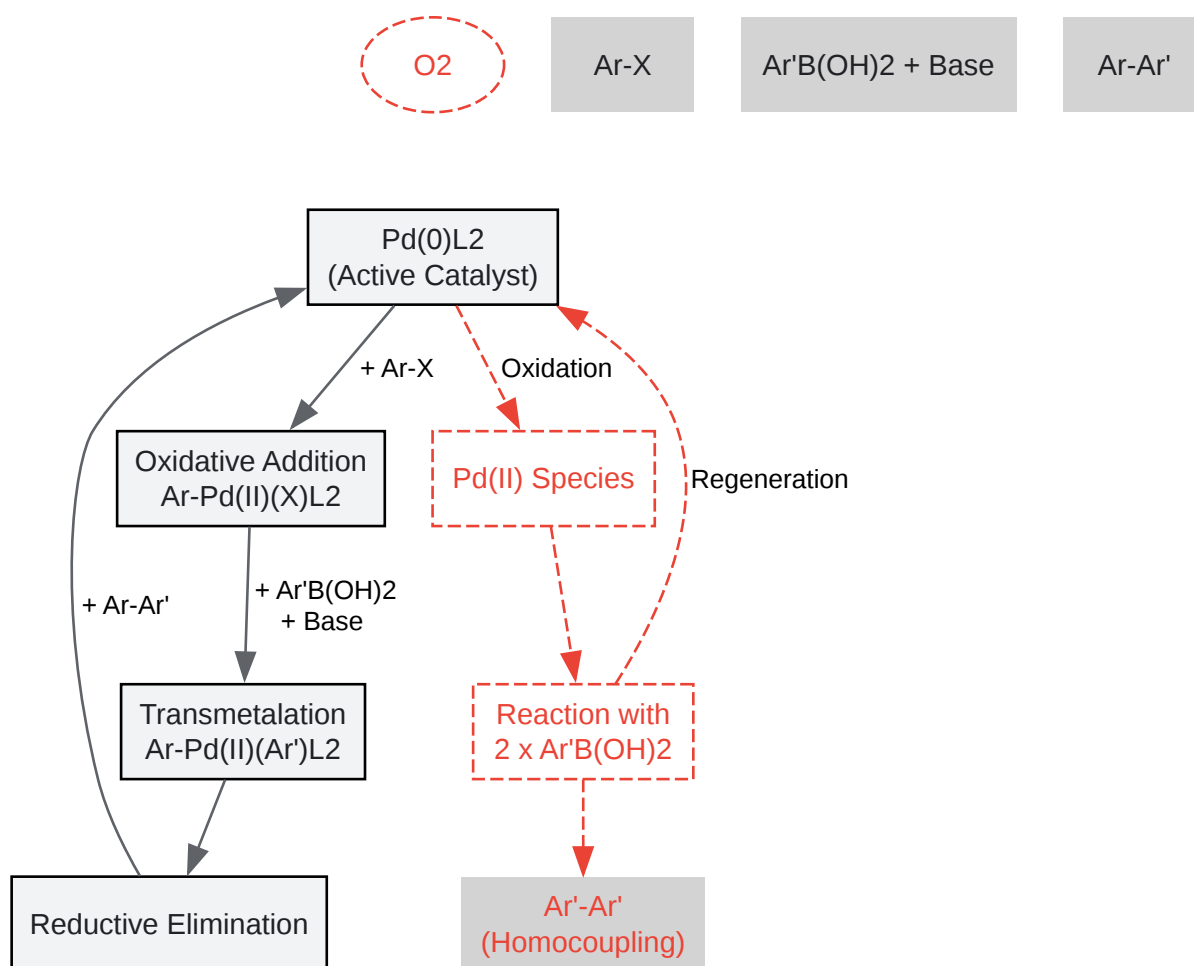 O2
Ar-X
Ar'B(OH)2 + Base
Ar-Ar'
Pd(0)L2
(Active Catalyst)
+ Ar-X
Oxidation
Oxidative Addition
Ar-Pd(II)(X)L2
Pd(II) Species
Regeneration
+ Ar-Ar'
+ Ar'B(OH)2
+ Base
Transmetalation
Ar-Pd(II)(Ar')L2
Reaction with
2 x Ar'B(OH)2
Reductive Elimination
Ar'-Ar'
(Homocoupling)